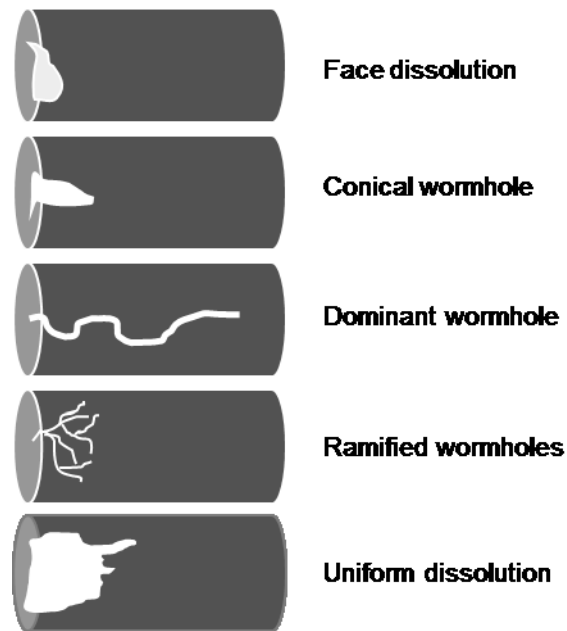 Face dissolution
Conical wormhole
Dominant wormhole
Ramified wormholes
Uniform dissolution